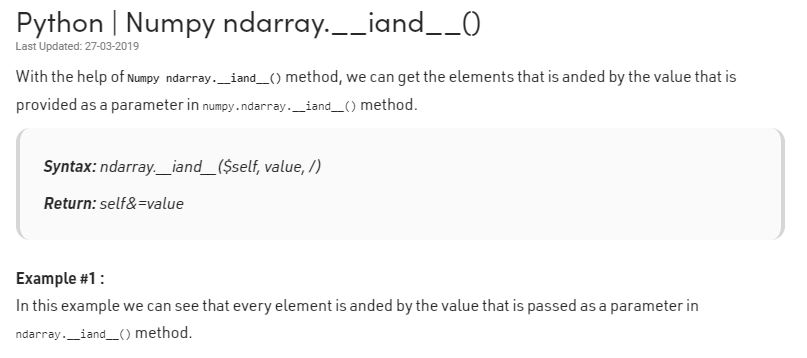 Python | Numpy ndarray.__iand__()
Last Updated: 27-03-2019
With the help of Numpy ndarray.__iand__() method, we can get the elements that is anded by the value that is
provided as a parameter in numpy.ndarray.__iand__() method.
Syntax: ndarray.__iand__($self, value, /)
Return: self&=value
Example #1 :
In this example we can see that every element is anded by the value that is passed as a parameter in
ndarray.__iand__() method.